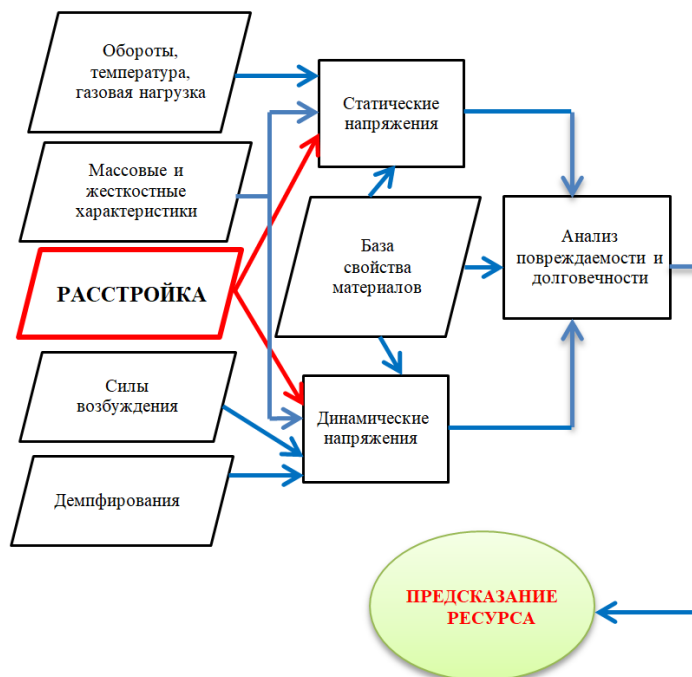 Обороты,
температура,
газовая нагрузка
Статические
напряжения
Массовые и
жесткостные
характеристики
База
свойства
материалов
Анализ
повреждаемости и
долговечности
РАССТРОЙКА
Силы
возбуждения
Динамические
напряжения
Демпфирования
ПРЕДСКАЗАНИЕ
РЕСУРСА